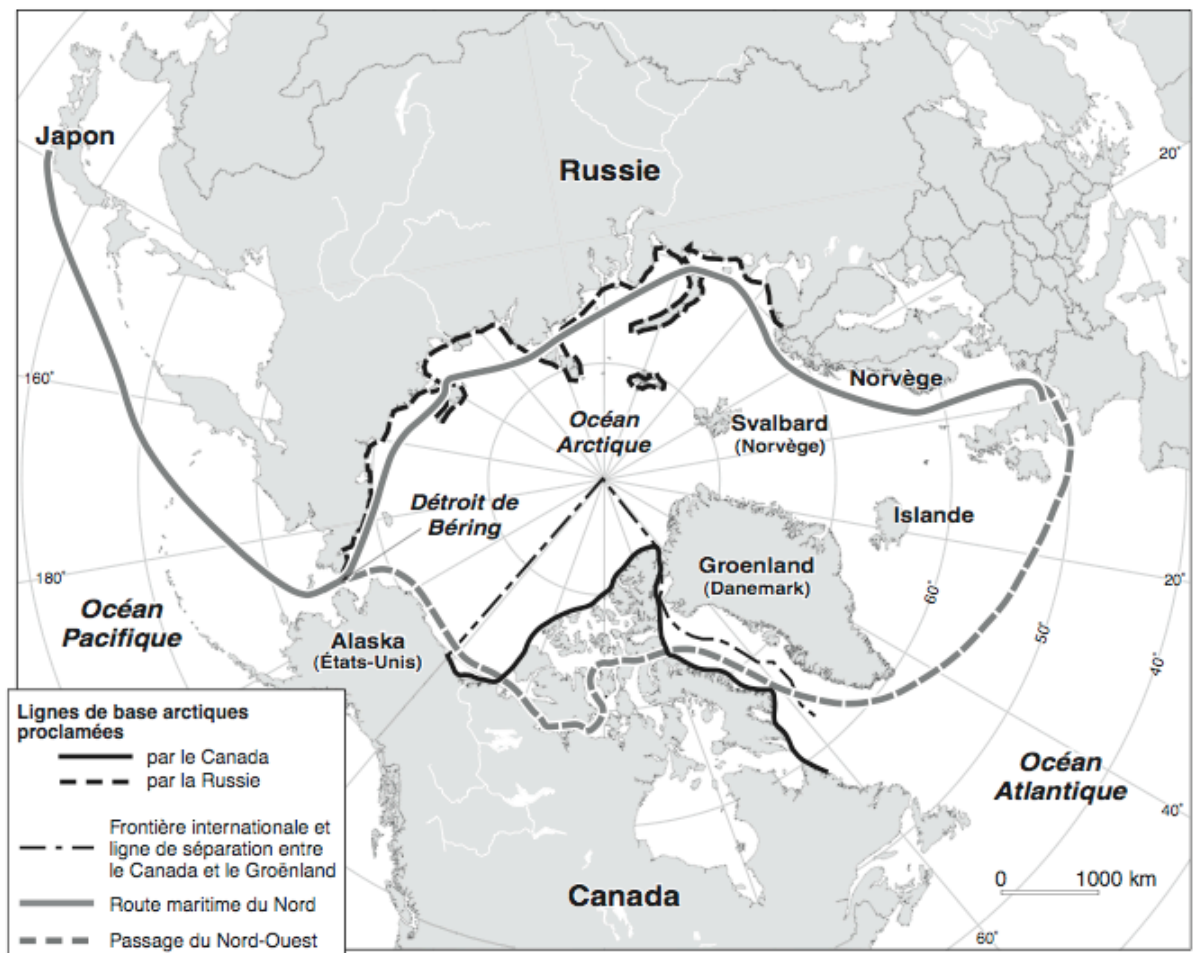 Japon
Russie
20°
160°
Norvège
Océan
Arctique
Svalbard
(Norvège)
Détroit de
Béring
Islande
180°
Groenland
(Danemark)
20°
60°
50°
40°
Océan
Pacifique
Alaska
(États-Unis)
Océan
Atlantique
40°
Canada
0
1000 km
60°
Lignes de base arctiques
proclamées
par le Canada
par la Russie
Frontière internationale et
ligne de séparation entre
le Canada et le Groënland
Route maritime du Nord
Passage du Nord-Ouest